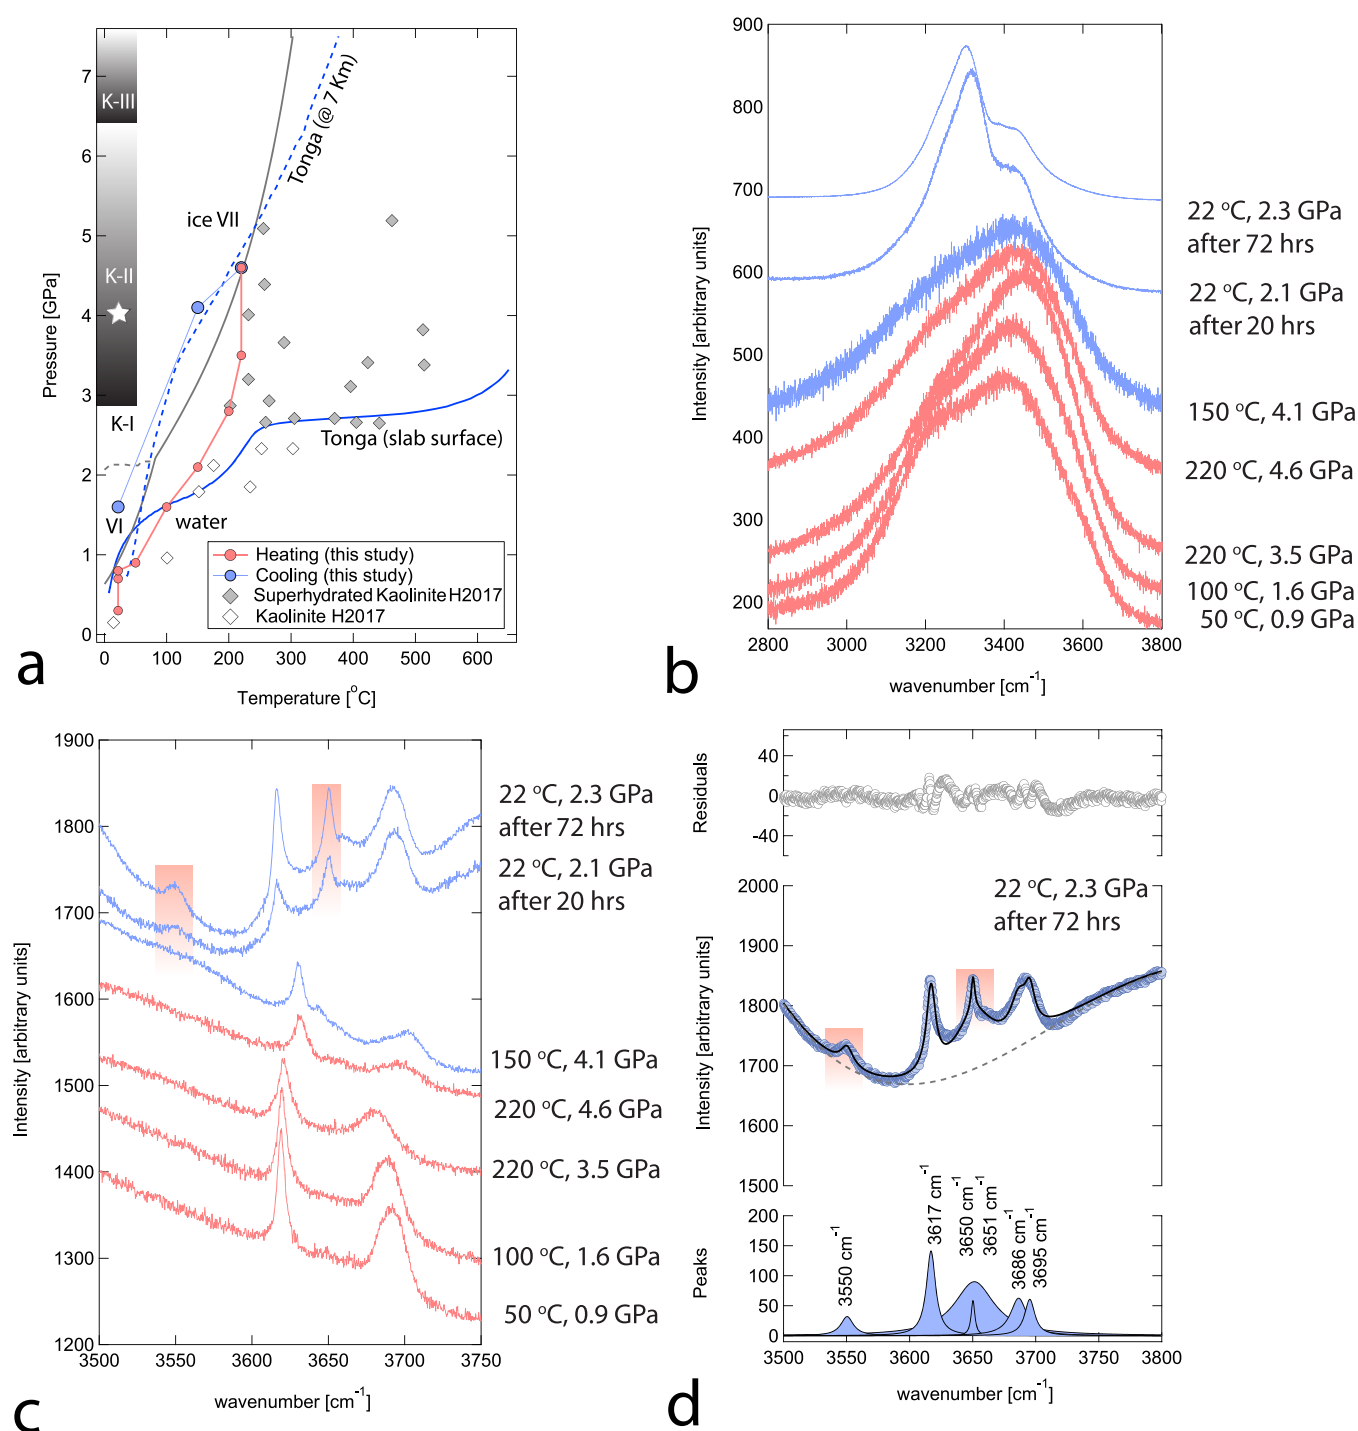 7
6
5
4
3
2
1
0
Pressure [GPa]
K-III
K-II
K-I
ice VII
Tonga (@ 7 Km)
Tonga (slab surface)
VI
water
Heating (this study)
Cooling (this study)
Superhydrated Kaolinite H2017
Kaolinite H2017
0 100 200 300 400 500 600
Temperature [°C]
a
900
800
700
600
500
400
300
200
Intensity [arbitrary units]
22 °C, 2.3 GPa
after 72 hrs
22 °C, 2.1 GPa
after 20 hrs
150 °C, 4.1 GPa
220 °C, 4.6 GPa
220 °C, 3.5 GPa
100 °C, 1.6 GPa
50 °C, 0.9 GPa
2800 3000 3200 3400 3600 3800
wavenumber [cm⁻¹]
b
1900
1800
1700
1600
1500
1400
1300
1200
Intensity [arbitrary units]
22 °C, 2.3 GPa
after 72 hrs
22 °C, 2.1 GPa
after 20 hrs
150 °C, 4.1 GPa
220 °C, 4.6 GPa
220 °C, 3.5 GPa
100 °C, 1.6 GPa
50 °C, 0.9 GPa
3500 3550 3600 3650 3700 3750
wavenumber [cm⁻¹]
c
40
0
-40
Residuals
2000
1900
1800
1700
1600
1500
Intensity [arbitrary units]
22 °C, 2.3 GPa
after 72 hrs
200
150
100
50
0
Peaks
3550 cm⁻¹
3617 cm⁻¹
3650 cm⁻¹
3651 cm⁻¹
3686 cm⁻¹
3695 cm⁻¹
3500 3550 3600 3650 3700 3750 3800
wavenumber [cm⁻¹]
d